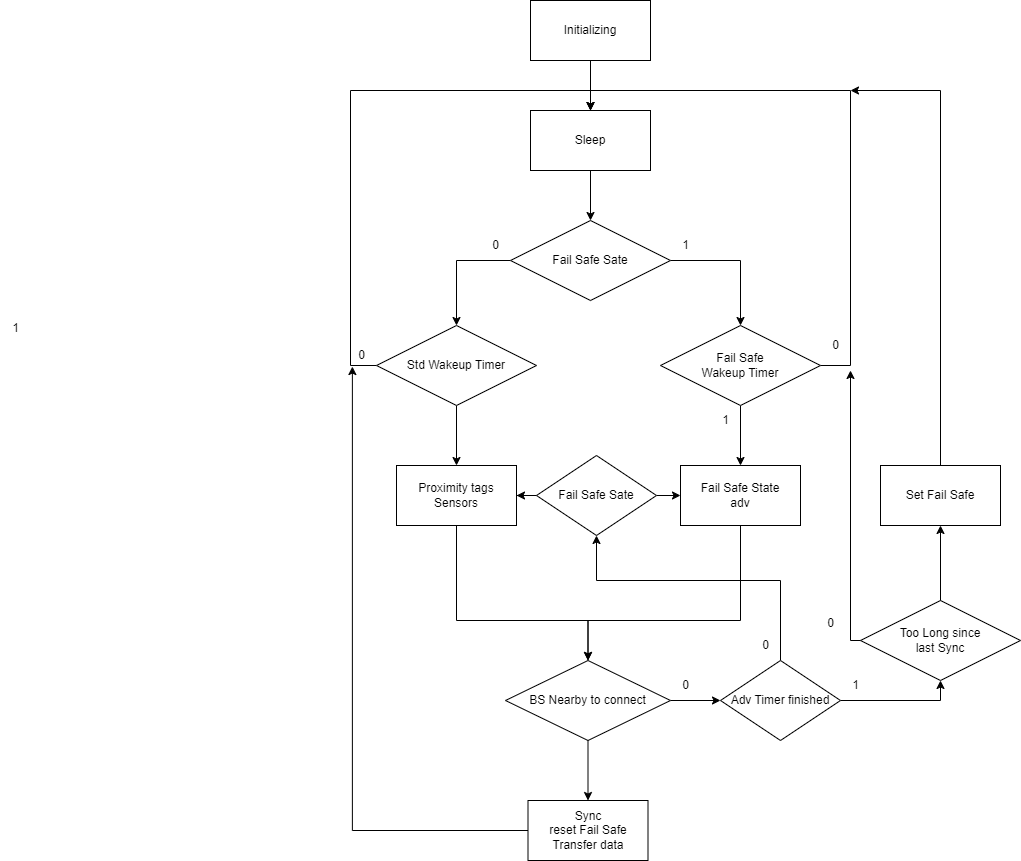 Initializing
Sleep
0
1
Fail Safe Sate
1
0
Std Wakeup Timer
Fail Safe
Wakeup Timer
0
1
Proximity tags
Sensors
Fail Safe Sate
Fail Safe State
adv
Set Fail Safe
0
Too Long since
last Sync
0
BS Nearby to connect
0
Adv Timer finished
1
Sync
reset Fail Safe
Transfer data